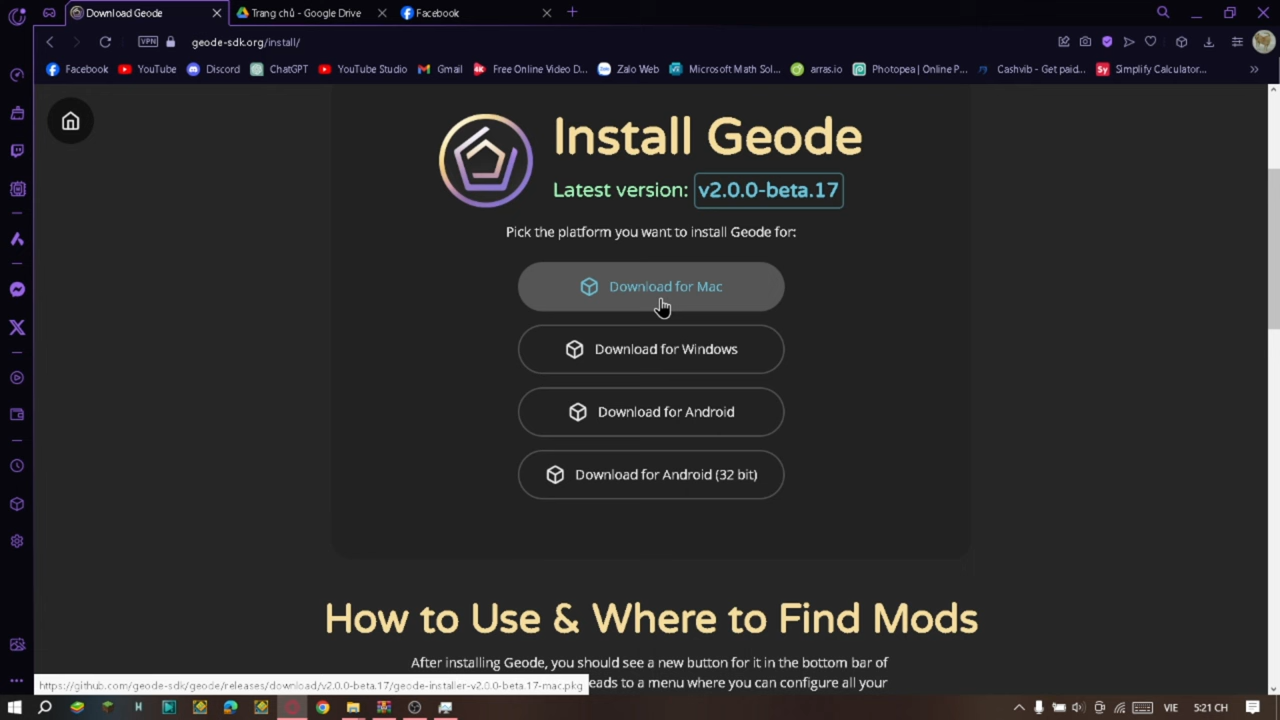 Download Geode
Trang chủ - Google Drive
Facebook
VPN
geode-sdk.org/install/
Facebook
YouTube
Discord
ChatGPT
YouTube Studio
Gmail
Free Online Video D...
Zalo Web
Microsoft Math Sol...
arras.io
Photopea | Online P...
Cashvib - Get paid...
Simplify Calculator...
Install Geode
Latest version: v2.0.0-beta.17
Pick the platform you want to install Geode for:
Download for Mac
Download for Windows
Download for Android
Download for Android (32 bit)
How to Use & Where to Find Mods
After installing Geode, you should see a new button for it in the bottom bar of
eads to a menu where you can configure all your
https://github.com/geode-sdk/geode/releases/download/v2.0.0-beta.17/geode-installer-v2.0.0-beta.17-mac.pkg
VIE
5:21 CH